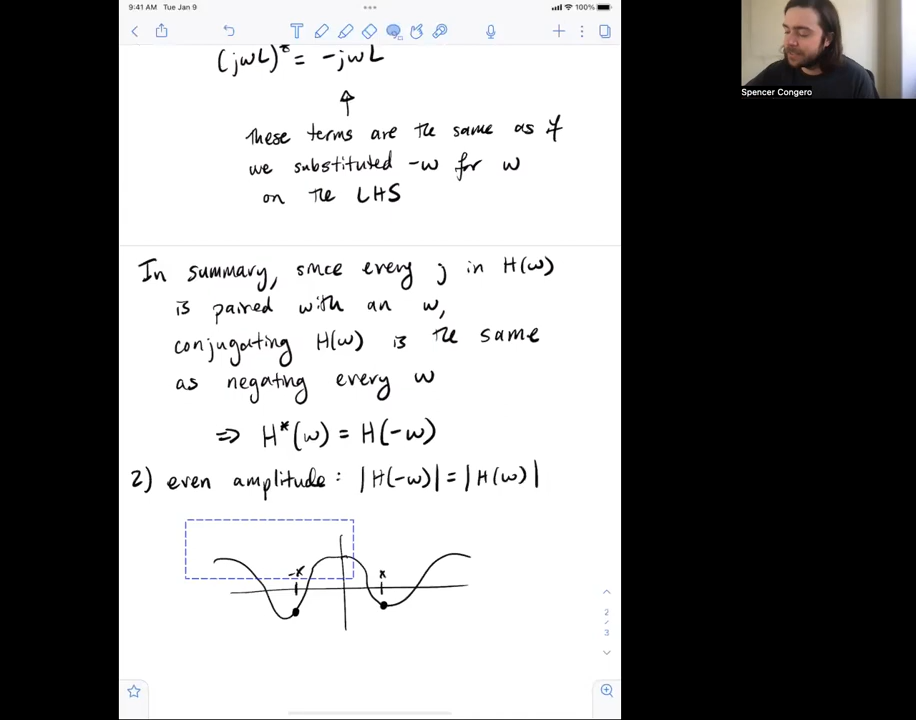 9:41 AM Tue Jan 9
100%
(jωL)* = -jωL
These terms are the same as if
we substituted -ω for ω
on the LHS
In summary, since every j in H(ω)
is paired with an ω,
conjugating H(ω) is the same
as negating every ω
⇒ H*(ω) = H(-ω)
2) even amplitude: |H(-ω)| = |H(ω)|
-x x
2
/
3
Spencer Congero